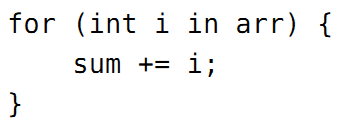 for (int i in arr) {
    sum += i;
}